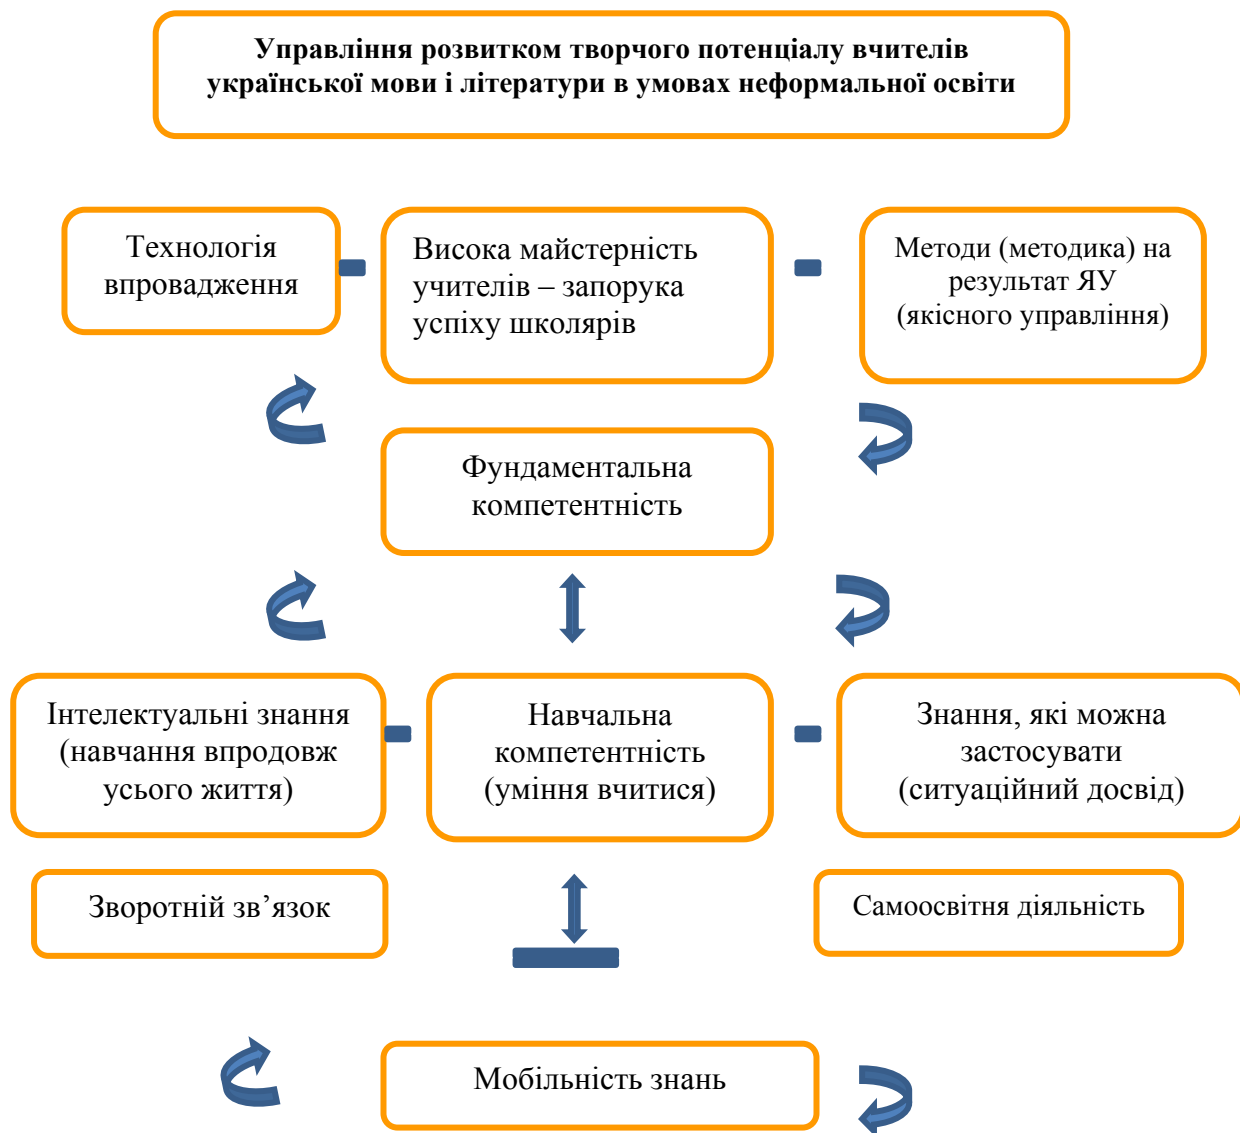 Управління розвитком творчого потенціалу вчителів
української мови і літератури в умовах неформальної освіти
Технологія
впровадження
Висока майстерність
учителів – запорука
успіху школярів
Методи (методика) на
результат ЯУ
(якісного управління)
Фундаментальна
компетентність
Інтелектуальні знання
(навчання впродовж
усього життя)
Навчальна
компетентність
(уміння вчитися)
Знання, які можна
застосувати
(ситуаційний досвід)
Зворотній зв’язок
Самоосвітня діяльність
Мобільність знань